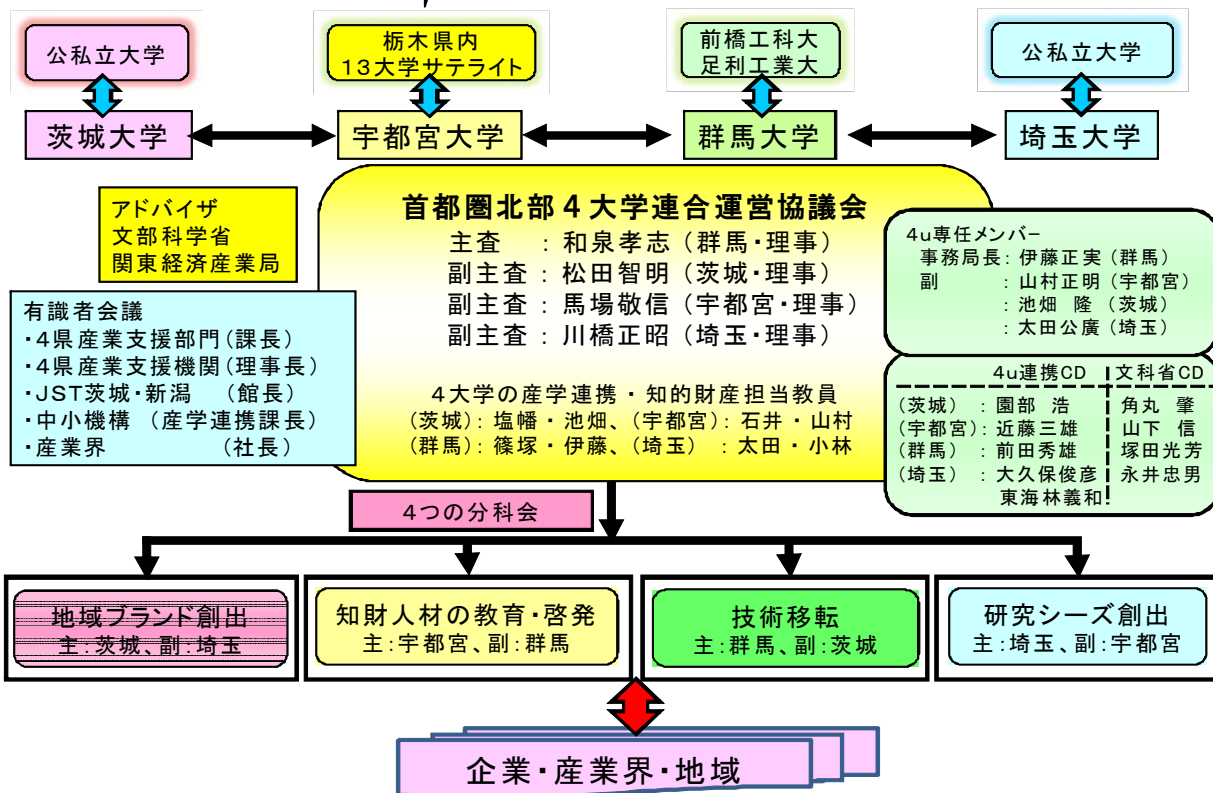 公私立大学
栃木県内
13大学サテライト
前橋工科大
足利工業大
公私立大学
茨城大学
宇都宮大学
群馬大学
埼玉大学
アドバイザ
文部科学省
関東経済産業局
有識者会議
・4県産業支援部門(課長)
・4県産業支援機関(理事長)
・JST茨城・新潟 (館長)
・中小機構 (産学連携課長)
・産業界 (社長)
首都圏北部4大学連合運営協議会
主査 : 和泉孝志(群馬・理事)
副主査 : 松田智明(茨城・理事)
副主査 : 馬場敬信(宇都宮・理事)
副主査 : 川橋正昭(埼玉・理事)
4大学の産学連携・知的財産担当教員
(茨城): 塩幡・池畑、(宇都宮): 石井・山村
(群馬): 篠塚・伊藤、(埼玉) : 太田・小林
4u専任メンバー
事務局長: 伊藤正実(群馬)
副 : 山村正明(宇都宮)
: 池畑 隆(茨城)
: 太田公廣(埼玉)
4u連携CD 文科省CD
(茨城) : 園部 浩 角丸 肇
(宇都宮): 近藤三雄 山下 信
(群馬) : 前田秀雄 塚田光芳
(埼玉) : 大久保俊彦 永井忠男
東海林義和
4つの分科会
地域ブランド創出
主:茨城、副:埼玉
知財人材の教育・啓発
主:宇都宮、副:群馬
技術移転
主:群馬、副:茨城
研究シーズ創出
主:埼玉、副:宇都宮
企業・産業界・地域